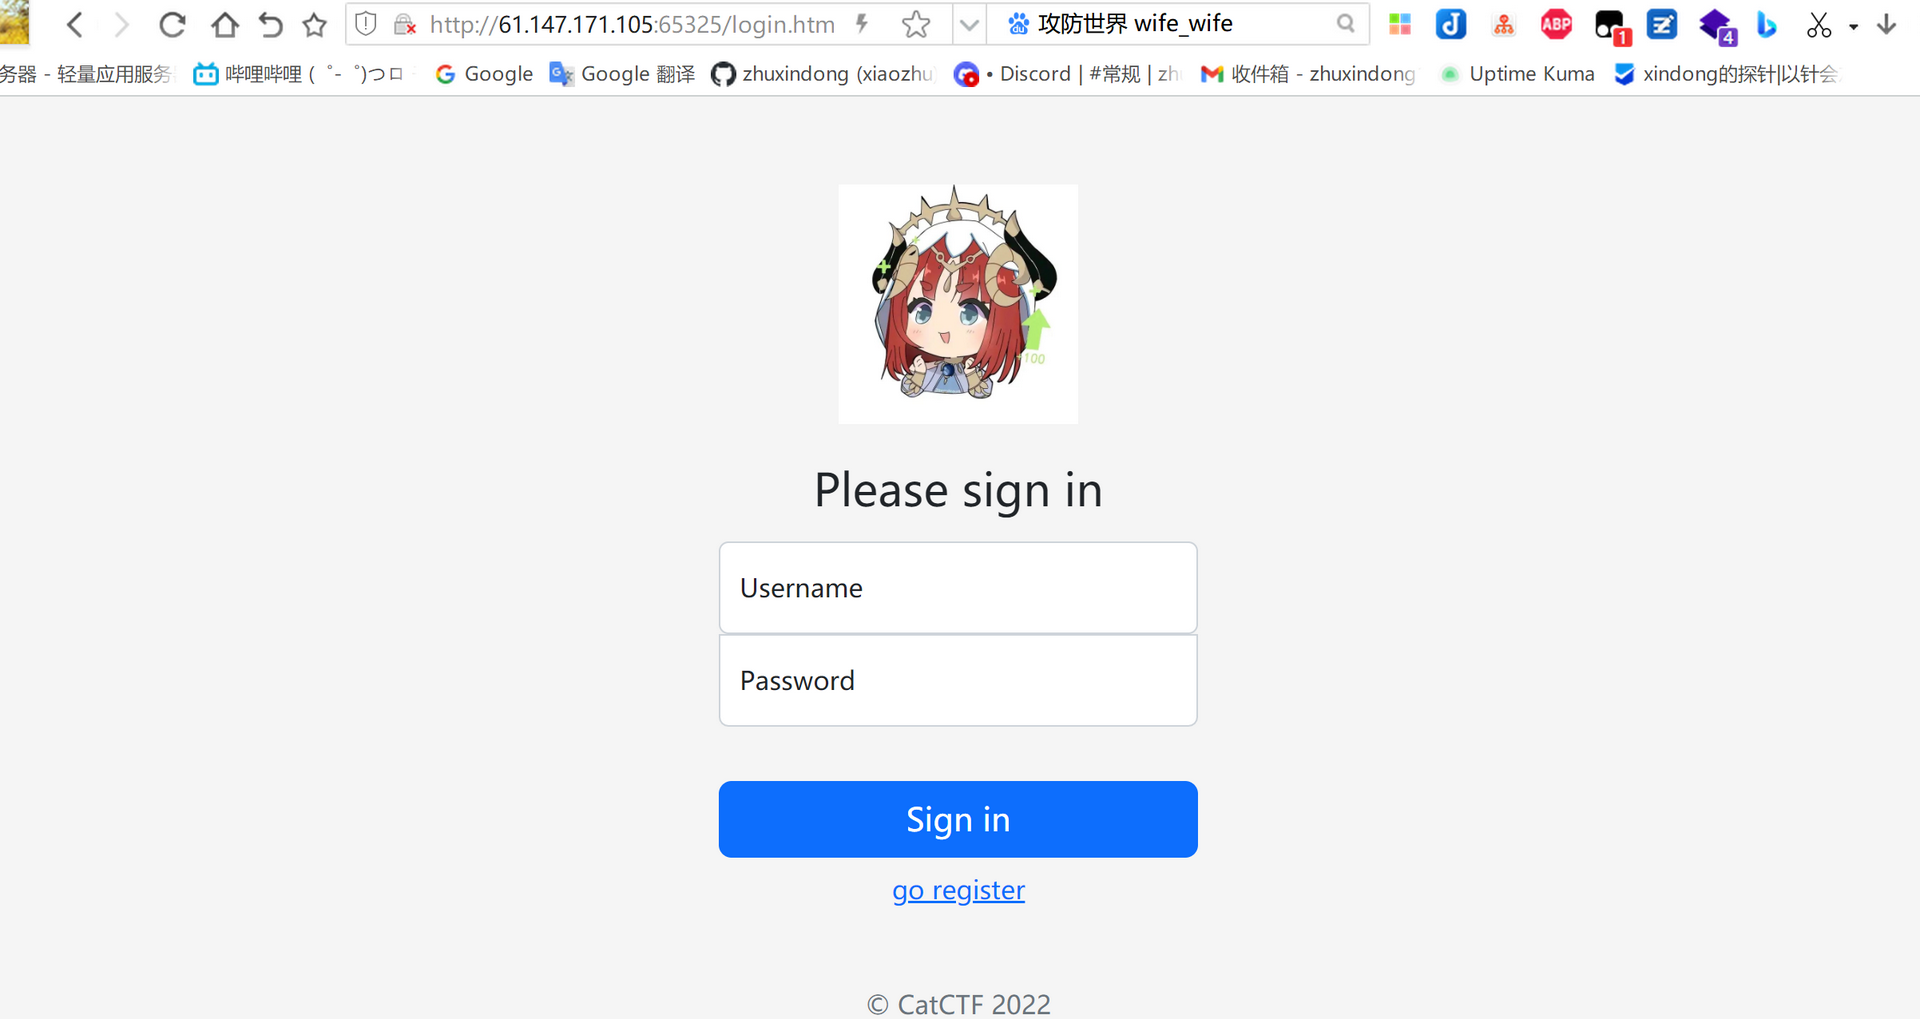 http://61.147.171.105:65325/login.htm 攻防世界 wife_wife ABP 1 4
务器 - 轻量应用服务 哔哩哔哩 ( ゜- ゜)つロ Google Google 翻译 zhuxindong (xiaozhu • Discord | #常规 | zh 收件箱 - zhuxindong Uptime Kuma xindong的探针|以针会
+100
Please sign in
Username
Password
Sign in
go register
© CatCTF 2022